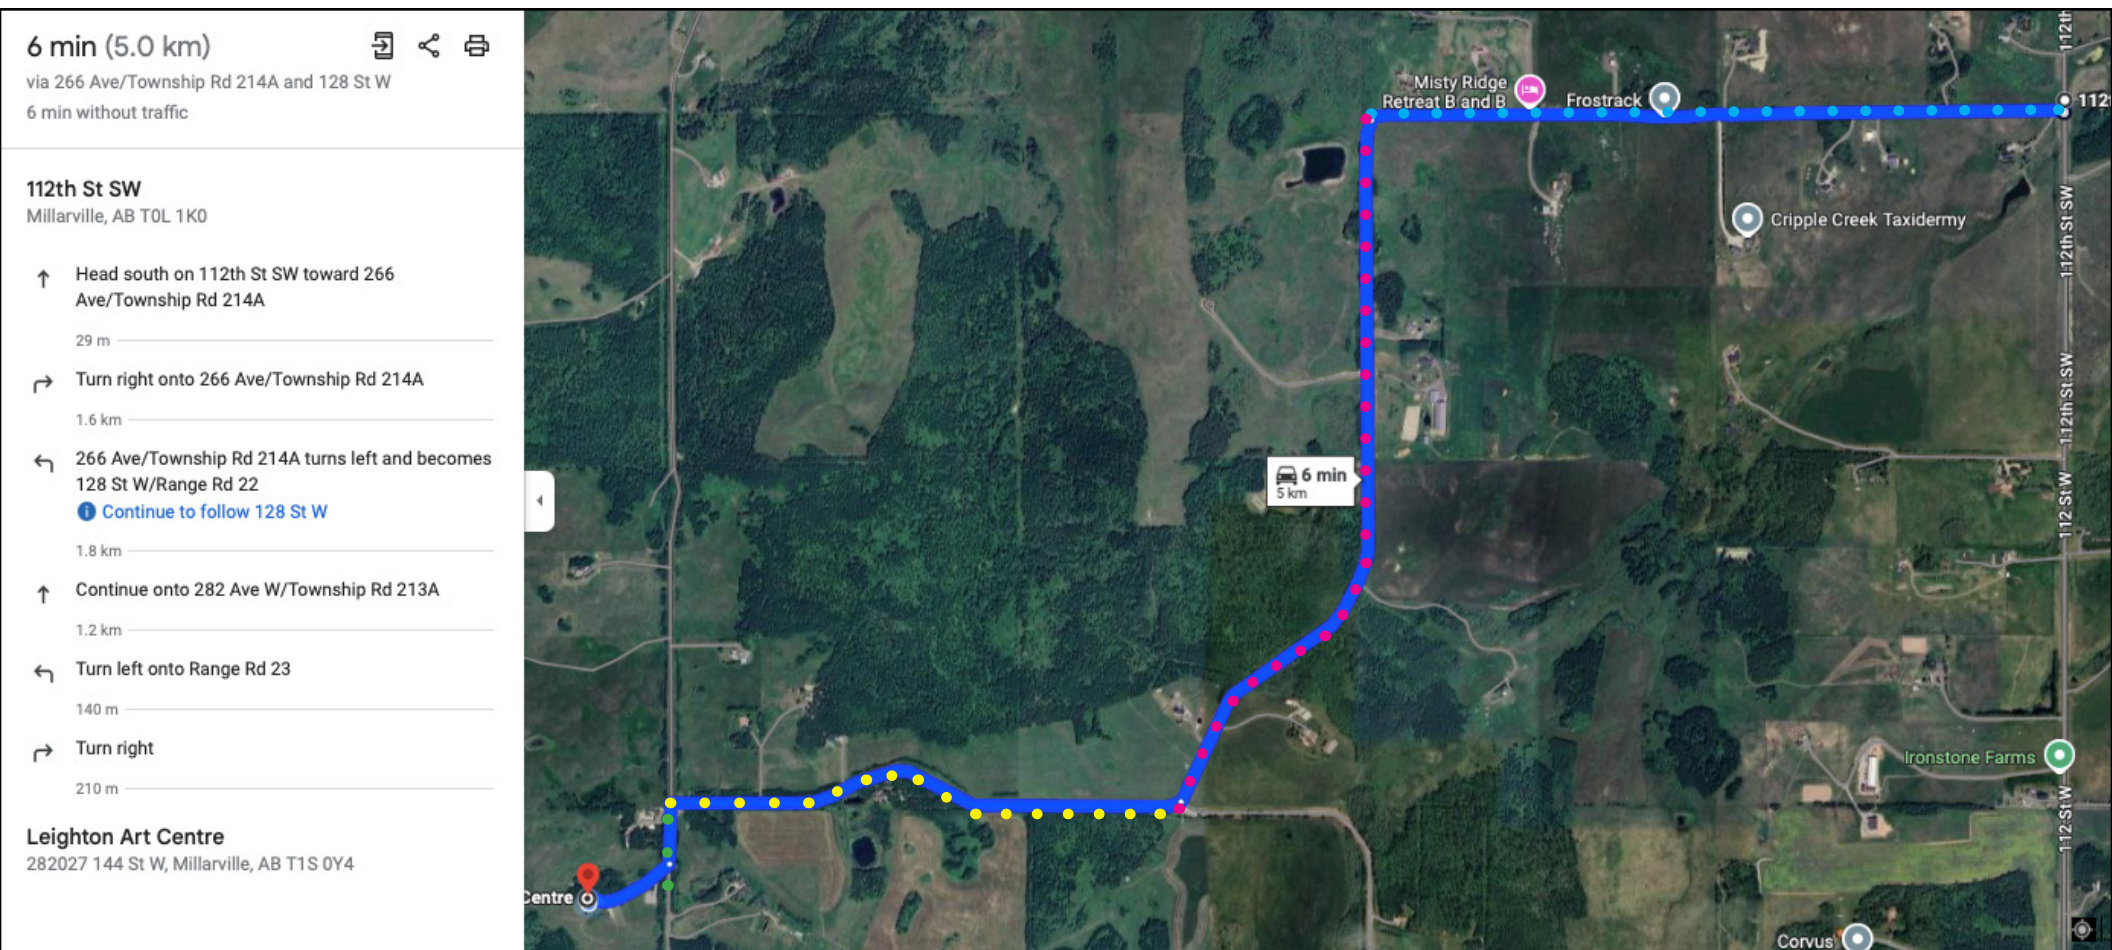 6 min (5.0 km)
via 266 Ave/Township Rd 214A and 128 St W
6 min without traffic
112th St SW
Millarville, AB T0L 1K0
Head south on 112th St SW toward 266
Ave/Township Rd 214A
29 m
Turn right onto 266 Ave/Township Rd 214A
1.6 km
266 Ave/Township Rd 214A turns left and becomes
128 St W/Range Rd 22
Continue to follow 128 St W
1.8 km
Continue onto 282 Ave W/Township Rd 213A
1.2 km
Turn left onto Range Rd 23
140 m
Turn right
210 m
Leighton Art Centre
282027 144 St W, Millarville, AB T1S 0Y4
Misty Ridge
Retreat B and B
Frostrack
112th
112
Cripple Creek Taxidermy
112th St SW
112th St SW
6 min
5 km
112 St W
Ironstone Farms
112 St W
Centre
Corvus